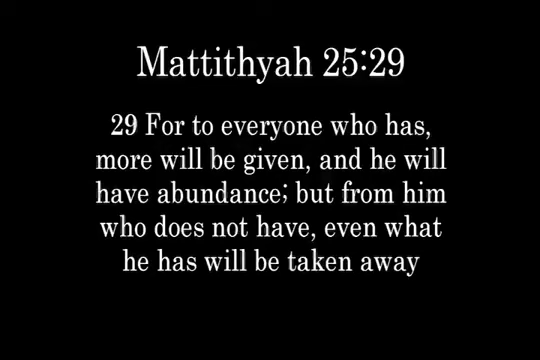 Mattithyah 25:29
29 For to everyone who has,
more will be given, and he will
have abundance; but from him
who does not have, even what
he has will be taken away